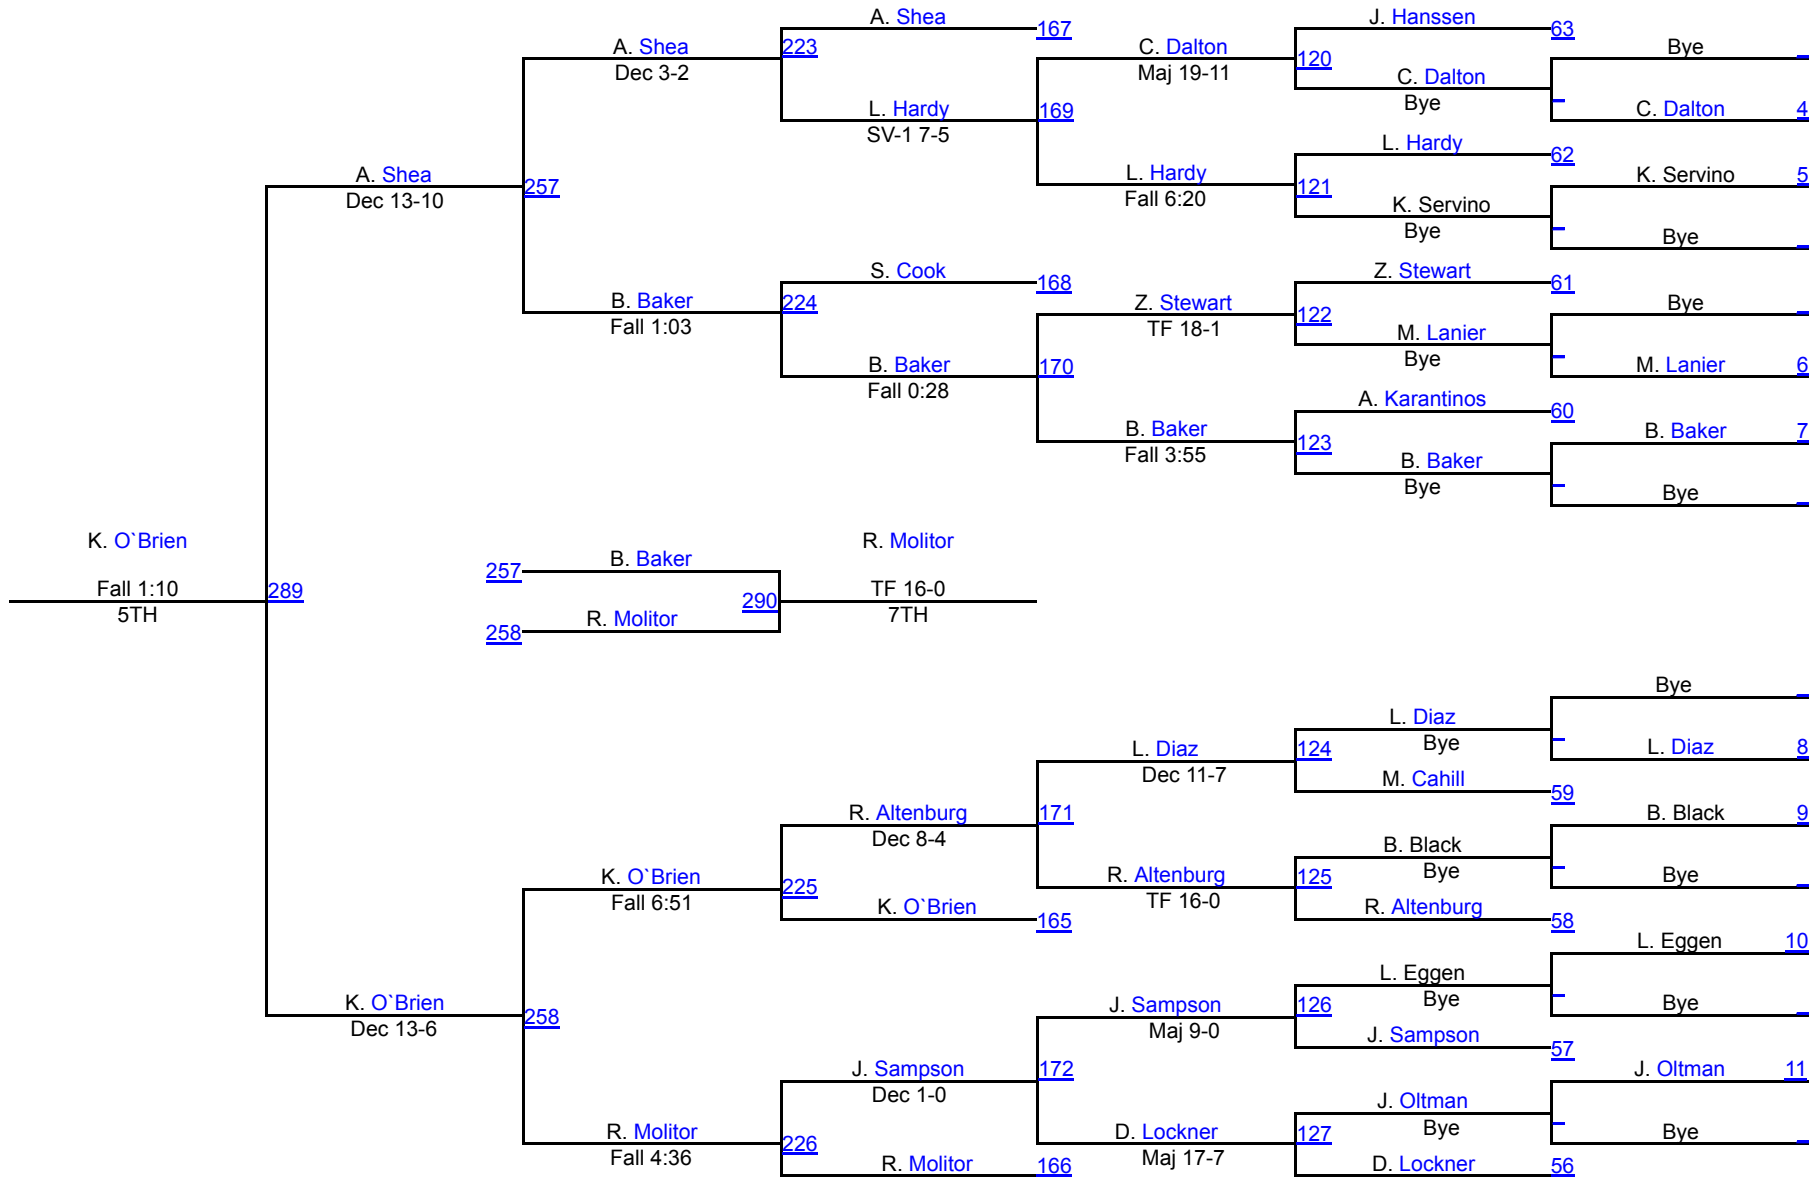 A. Shea
167
J. Hanssen
63
A. Shea
223
Dec 3-2
C. Dalton
Maj 19-11
120
Bye
C. Dalton
Bye
L. Hardy
SV-1 7-5
169
C. Dalton
4
L. Hardy
62
A. Shea
Dec 13-10
257
L. Hardy
Fall 6:20
121
K. Servino
5
K. Servino
Bye
Bye
S. Cook
168
Z. Stewart
61
B. Baker
Fall 1:03
224
Z. Stewart
TF 18-1
122
Bye
M. Lanier
Bye
B. Baker
Fall 0:28
170
M. Lanier
6
A. Karantinos
60
B. Baker
Fall 3:55
123
B. Baker
7
B. Baker
Bye
Bye
K. O`Brien
Fall 1:10
5TH
289
257
B. Baker
R. Molitor
290
TF 16-0
7TH
258
R. Molitor
Bye
L. Diaz
Bye
L. Diaz
Dec 11-7
124
L. Diaz
8
M. Cahill
59
R. Altenburg
Dec 8-4
171
B. Black
9
B. Black
Bye
K. O`Brien
Fall 6:51
225
R. Altenburg
TF 16-0
125
Bye
K. O`Brien
165
R. Altenburg
58
L. Eggen
10
L. Eggen
Bye
K. O`Brien
Dec 13-6
258
J. Sampson
Maj 9-0
126
Bye
J. Sampson
57
J. Sampson
Dec 1-0
172
J. Oltman
11
J. Oltman
Bye
R. Molitor
Fall 4:36
226
D. Lockner
Maj 17-7
127
Bye
R. Molitor
166
D. Lockner
56